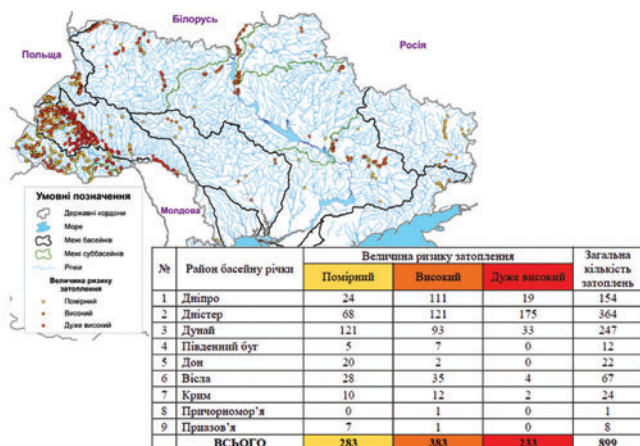 Білорусь
Польща
Росія
Умовні позначення
Державні кордони
Море
Межі басейнів
Межі суббасейнів
Річки
Величина ризику
затоплення
Помірний
Високий
Дуже високий
Молдова
№ Район басейну річки Величина ризику затоплення Загальна кількість затоплень
Помірний Високий Дуже високий
1 Дніпро 24 111 19 154
2 Дністер 68 121 175 364
3 Дунай 121 93 33 247
4 Південний буг 5 7 0 12
5 Дон 20 2 0 22
6 Вісла 28 35 4 67
7 Крим 10 12 2 24
8 Причорномор'я 0 1 0 1
9 Приазов'я 7 1 0 8
ВСЬОГО 283 383 233 899